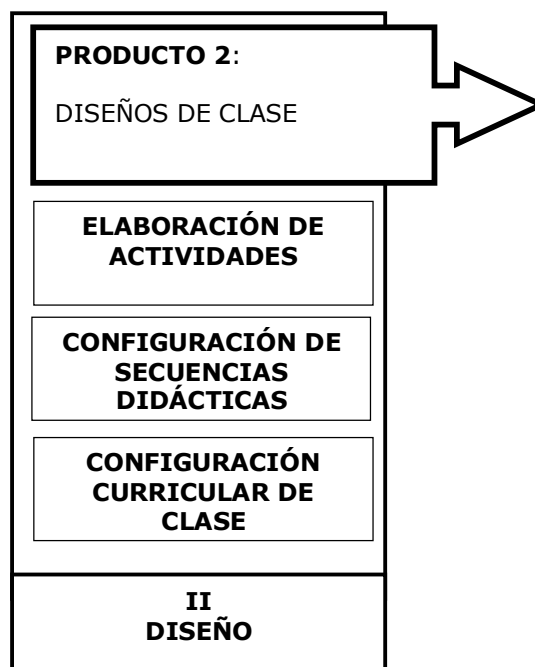 PRODUCTO 2:
DISEÑOS DE CLASE
ELABORACIÓN DE
ACTIVIDADES
CONFIGURACIÓN DE
SECUENCIAS
DIDÁCTICAS
CONFIGURACIÓN
CURRICULAR DE
CLASE
II
DISEÑO